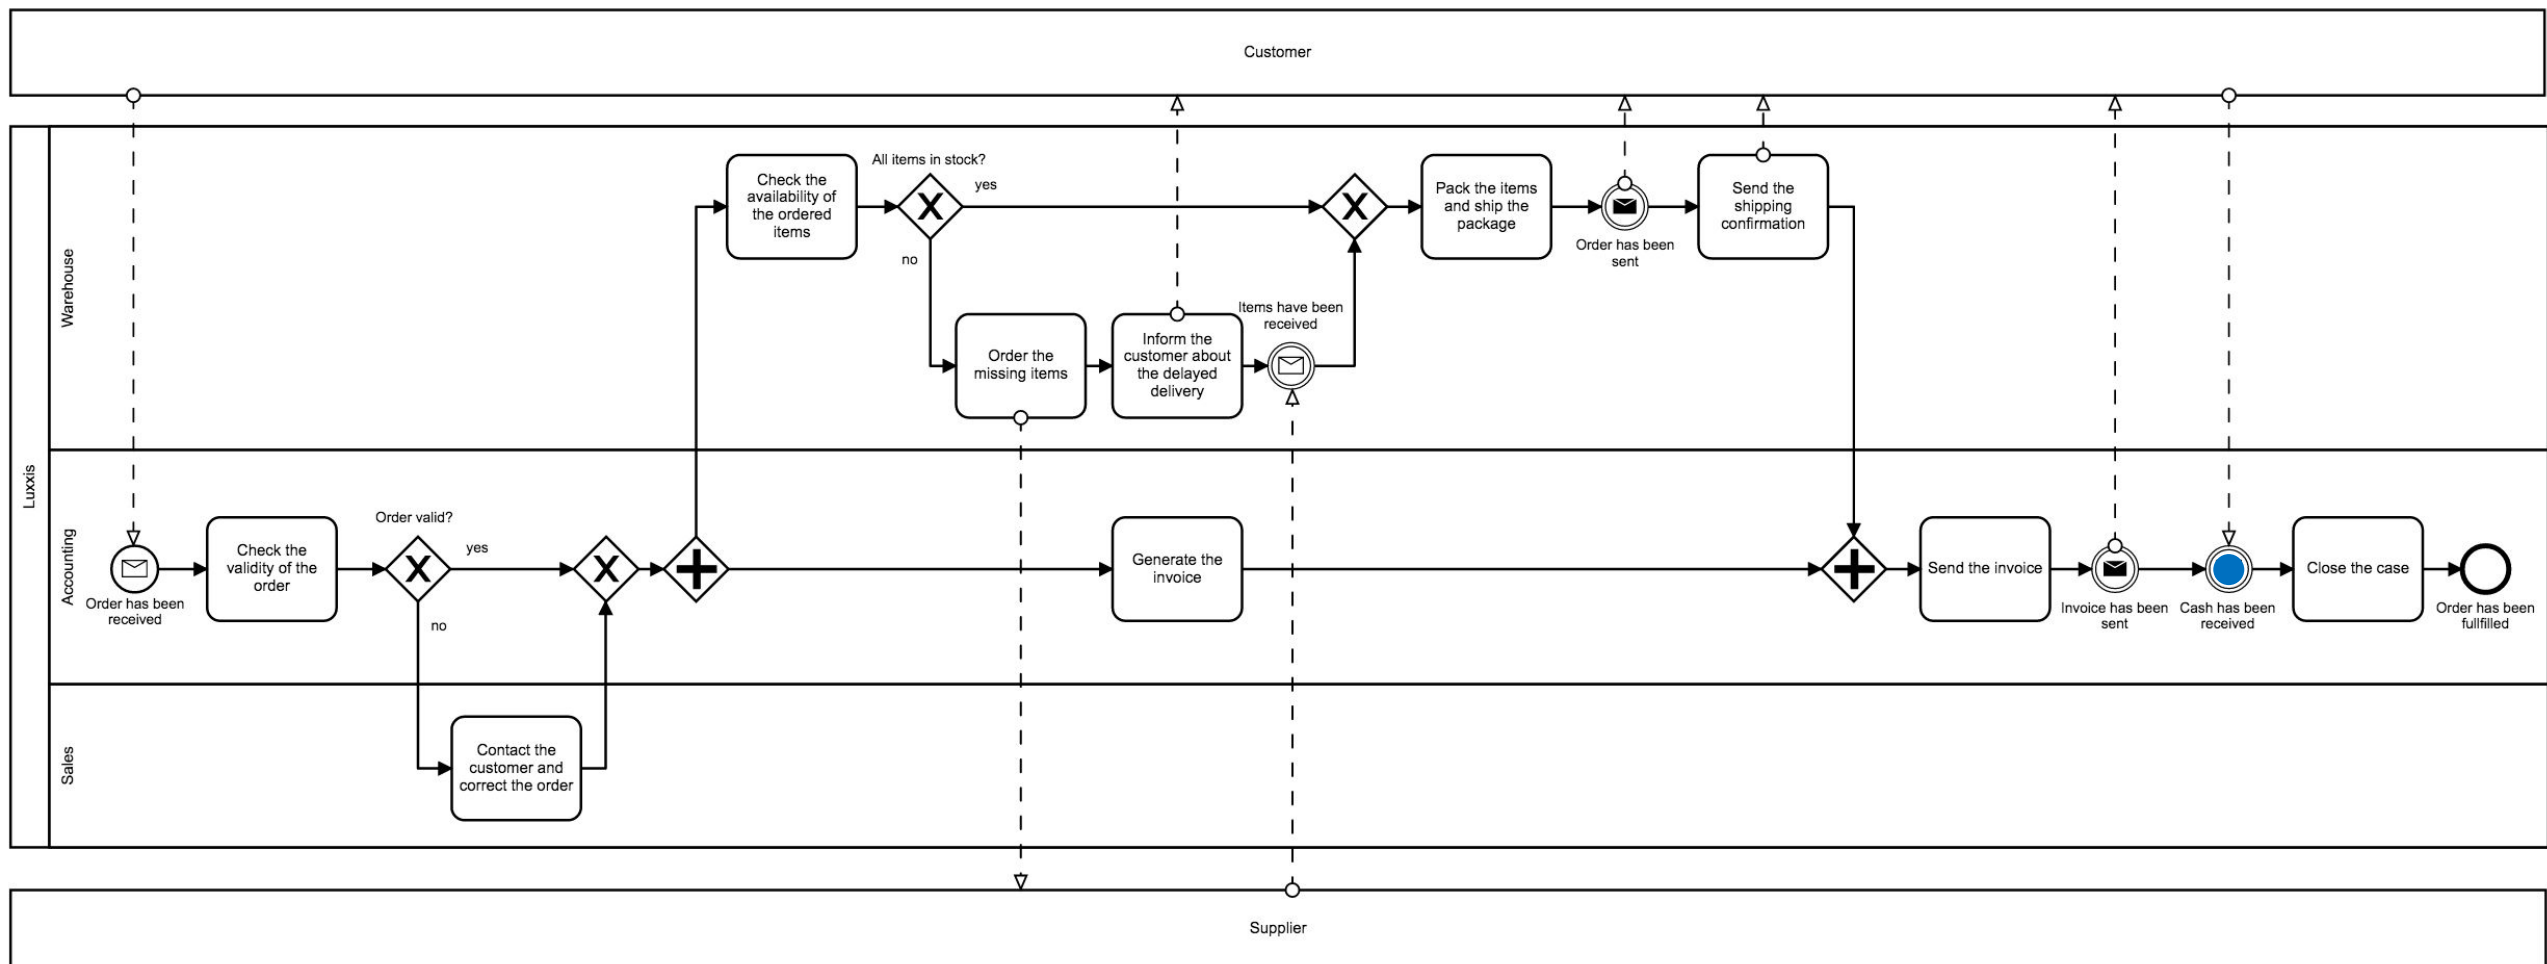 Customer
Luxxis
Warehouse
Check the
availability of
the ordered
items
All items in stock?
yes
no
Order the
missing items
Inform the
customer about
the delayed
delivery
Items have been
received
Pack the items
and ship the
package
Order has been
sent
Send the
shipping
confirmation
Accounting
Order has been
received
Check the
validity of the
order
Order valid?
yes
no
Generate the
invoice
Send the invoice
Invoice has been
sent
Cash has been
received
Close the case
Order has been
fullfilled
Sales
Contact the
customer and
correct the order
Supplier